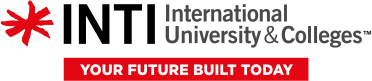 INTI International
University & Colleges™
YOUR FUTURE BUILT TODAY